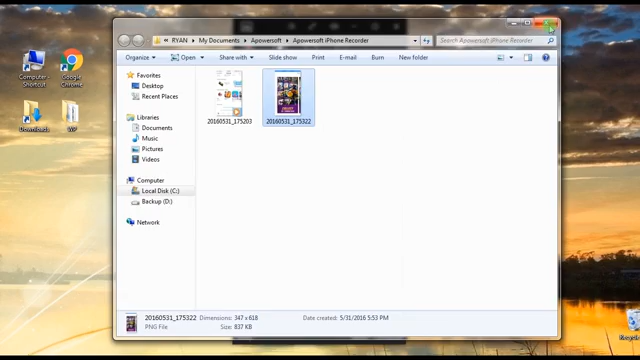 RYAN ▸ My Documents ▸ Apowersoft ▸ Apowersoft iPhone Recorder
Search Apowersoft iPhone Recorder
Organize Open Share with Slide show Print E-mail Burn New folder
Computer - Shortcut
Google Chrome
Downloads
WP
Favorites
Desktop
Recent Places
Libraries
Documents
Music
Pictures
Videos
Computer
Local Disk (C:)
Backup (D:)
Network
20160531_175203
20160531_175322
20160531_175322 Dimensions: 347 x 618 Date created: 5/31/2016 5:53 PM
PNG File Size: 837 KB